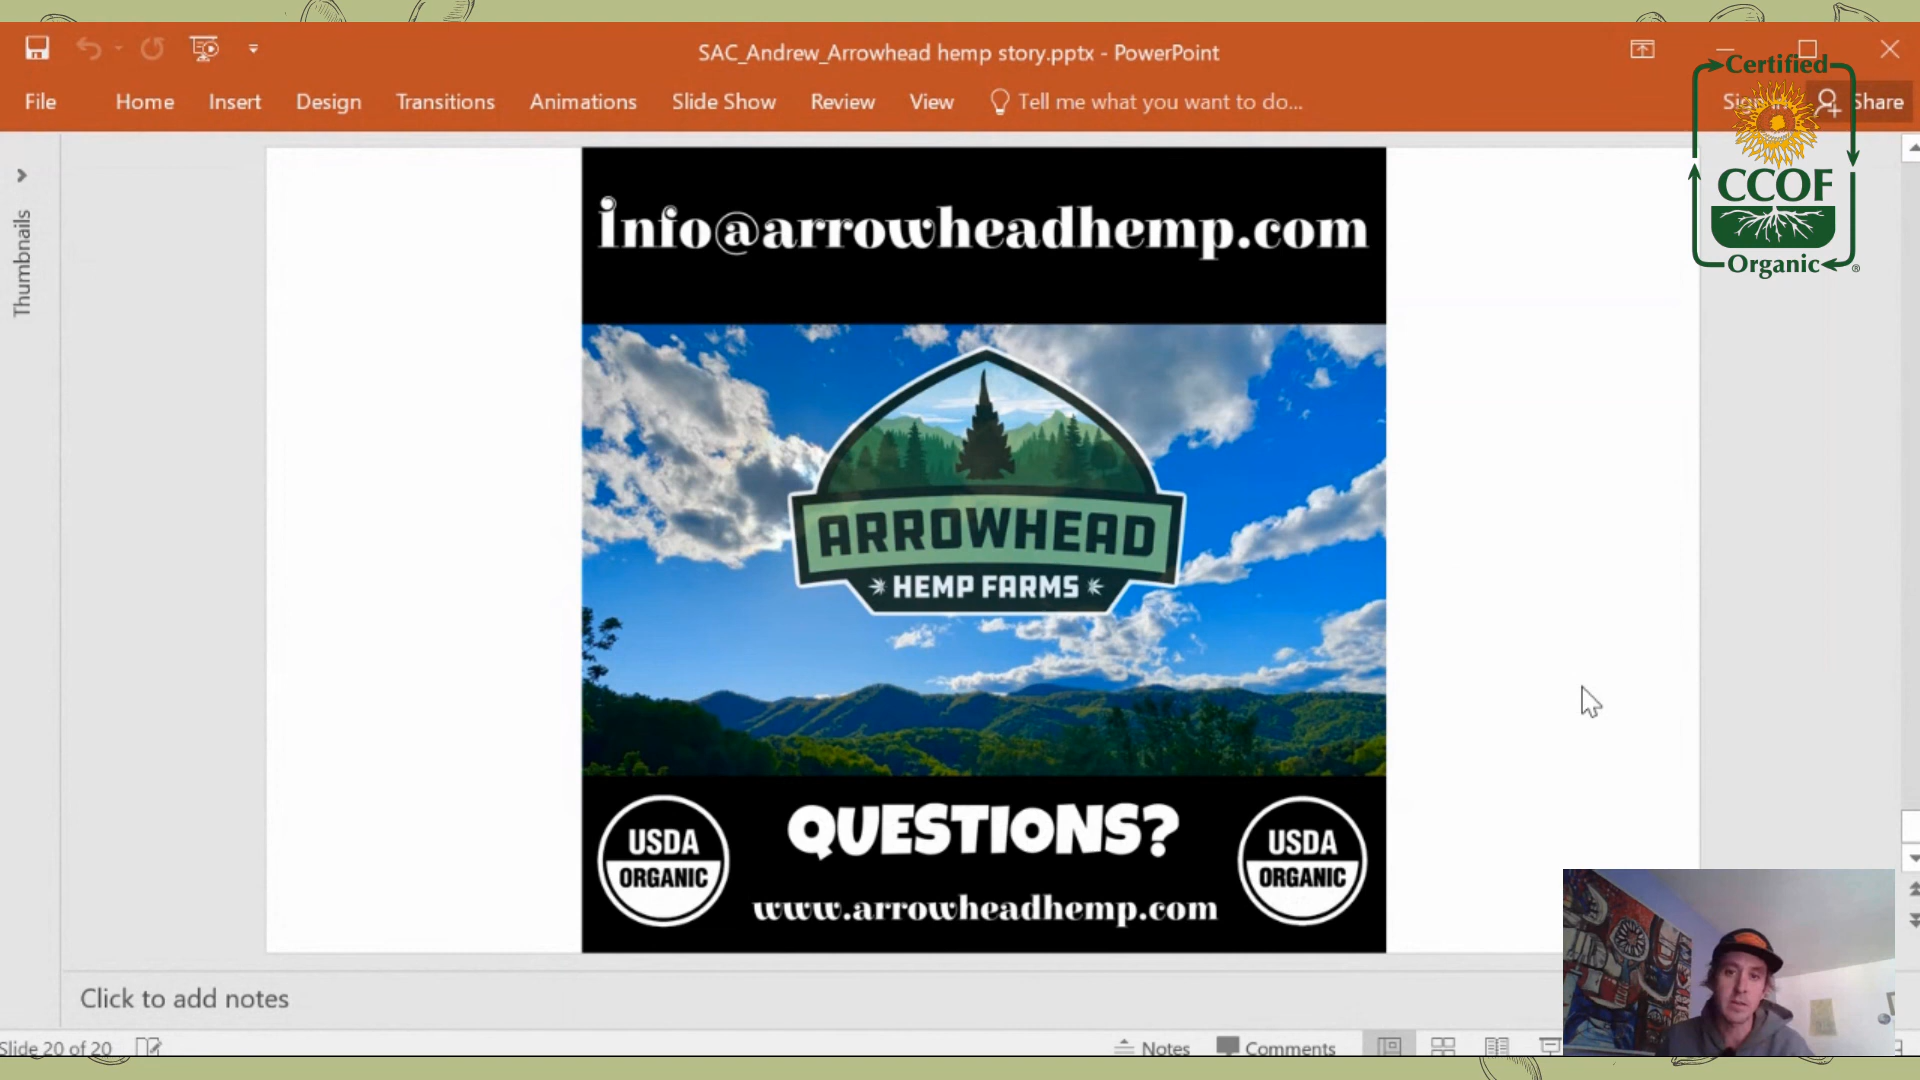 SAC_Andrew_Arrowhead hemp story.pptx - PowerPoint
File Home Insert Design Transitions Animations Slide Show Review View Tell me what you want to do... Share
Certified
CCOF
Organic ®
Thumbnails
info@arrowheadhemp.com
ARROWHEAD
HEMP FARMS
USDA
ORGANIC
QUESTIONS?
www.arrowheadhemp.com
USDA
ORGANIC
Click to add notes
Slide 20 of 20 Notes Comments